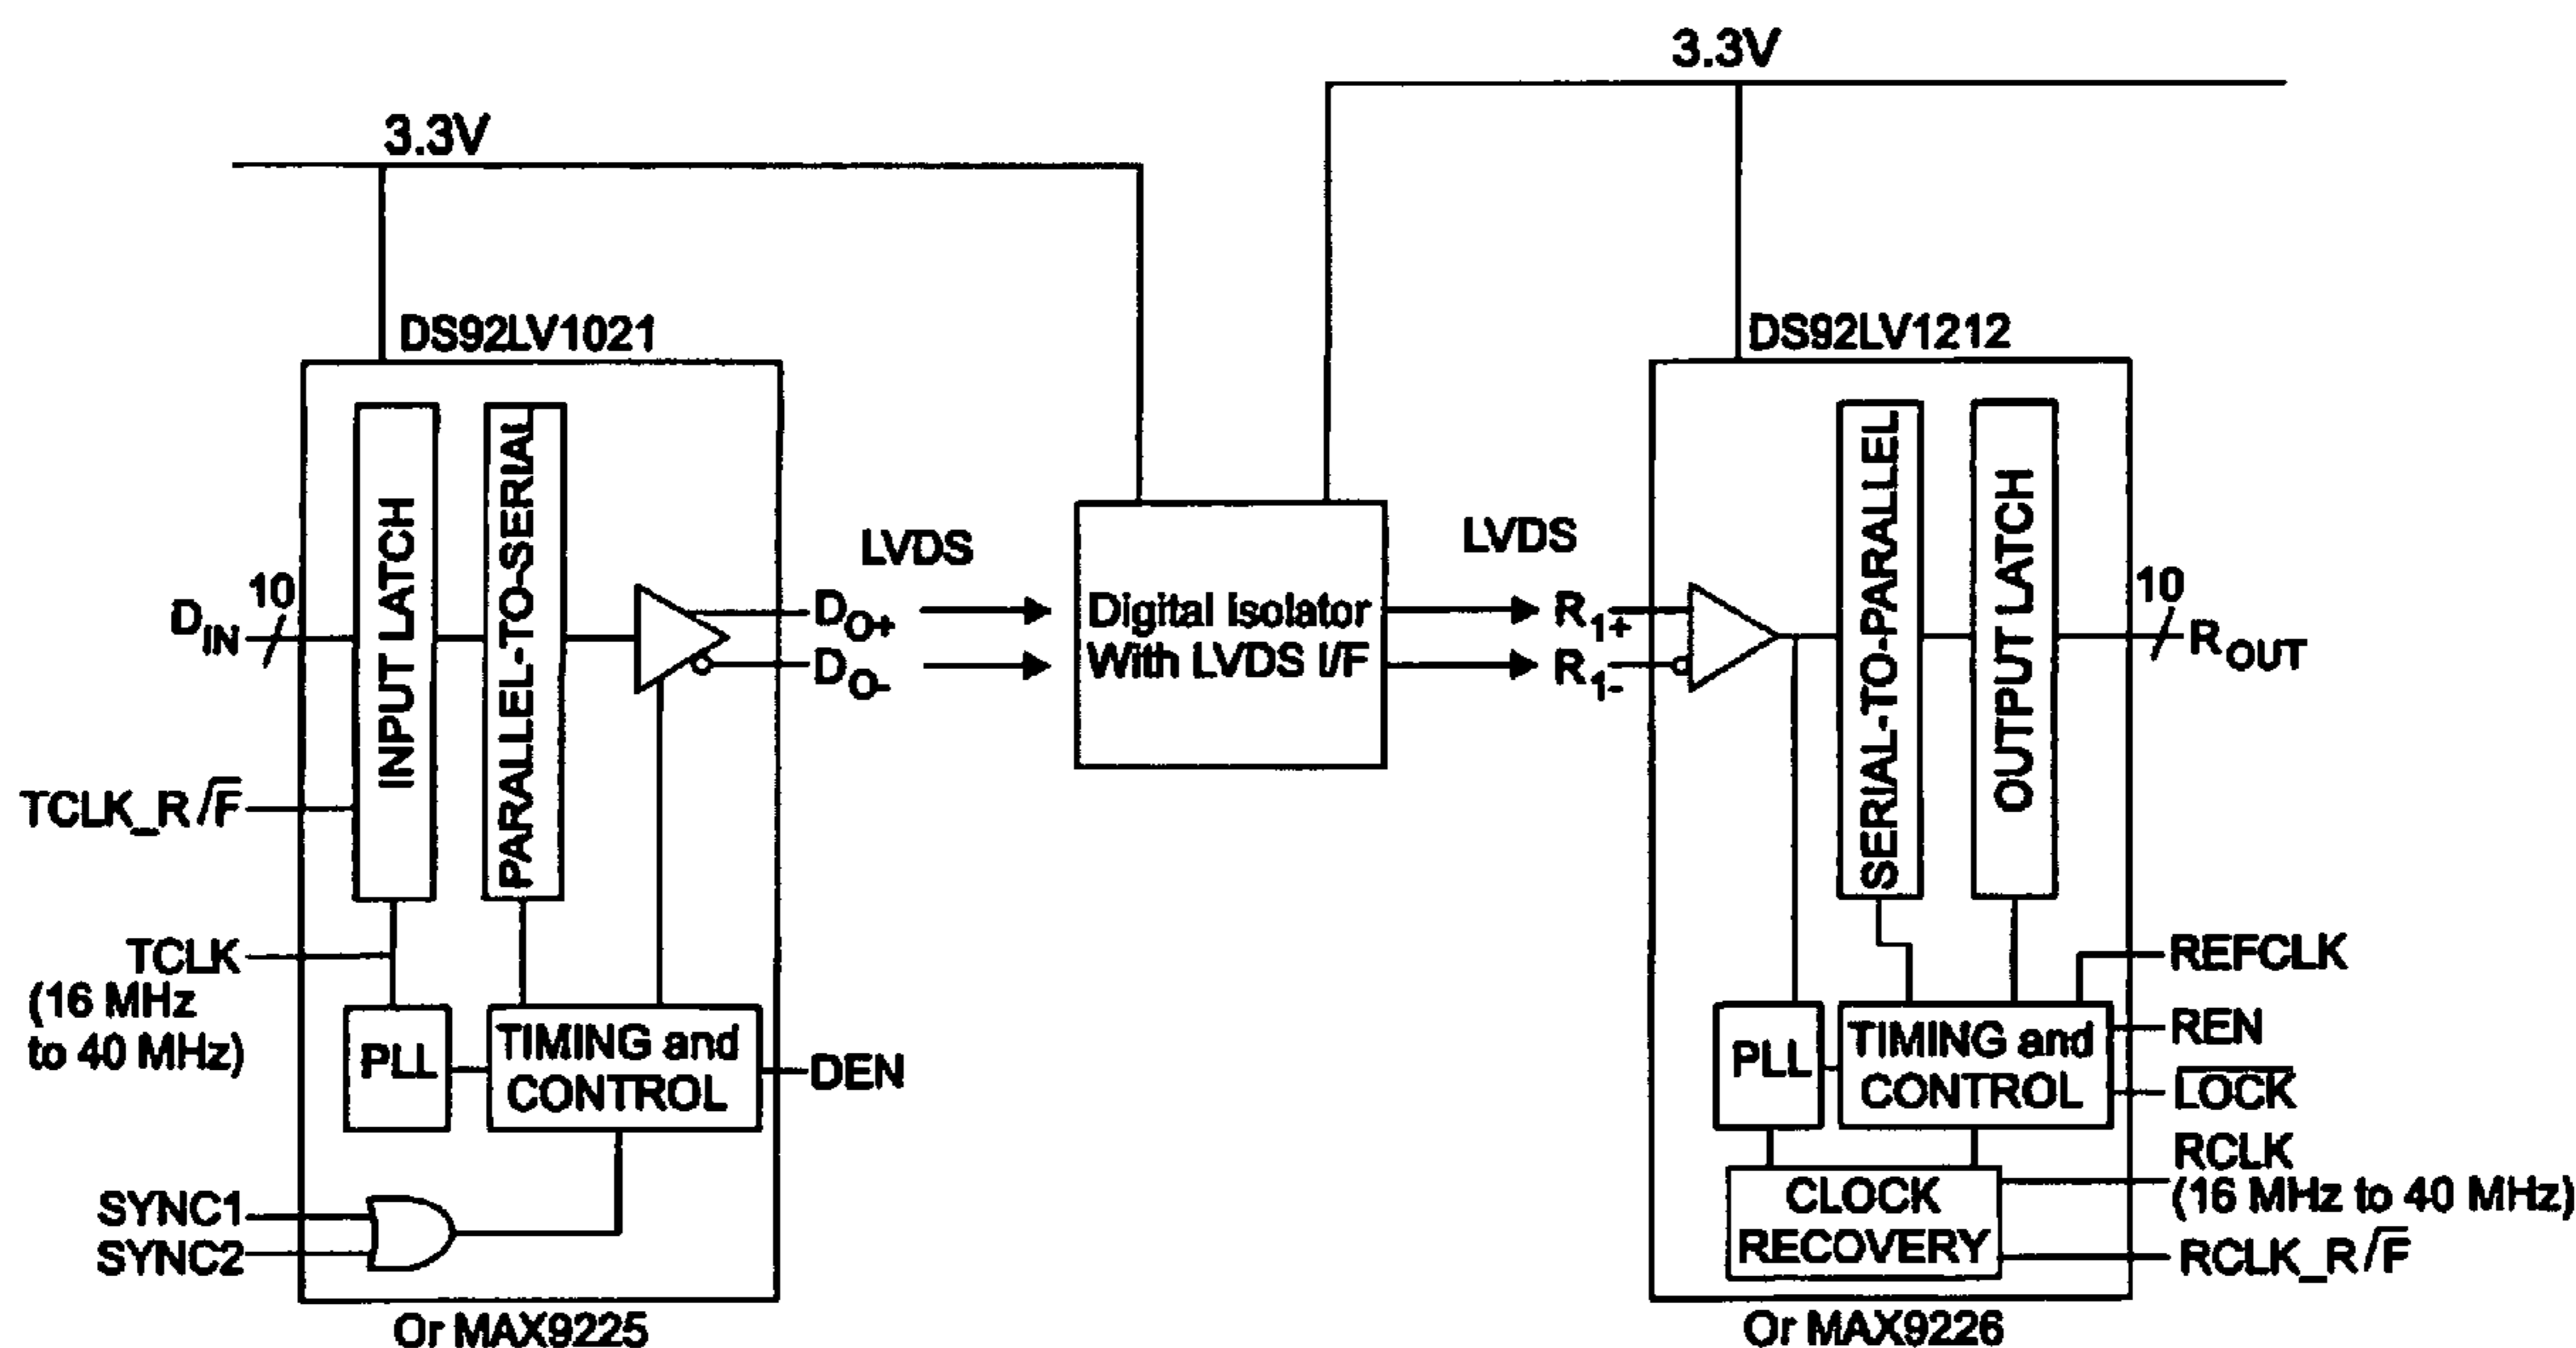 3.3V
3.3V
DS92LV1021
DS92LV1212
INPUT LATCH
PARALLEL-TO-SERIAL
LVDS
LVDS
SERIAL-TO-PARALLEL
OUTPUT LATCH
10
DIN
DO+
DO-
Digital Isolator
With LVDS I/F
R1+
R1-
10
ROUT
TCLK_R/F̅
TCLK
(16 MHz
to 40 MHz)
PLL
TIMING and
CONTROL
DEN
SYNC1
SYNC2
Or MAX9225
PLL
TIMING and
CONTROL
CLOCK
RECOVERY
REFCLK
REN
L̅O̅C̅K̅
RCLK
(16 MHz to 40 MHz)
RCLK_R/F̅
Or MAX9226